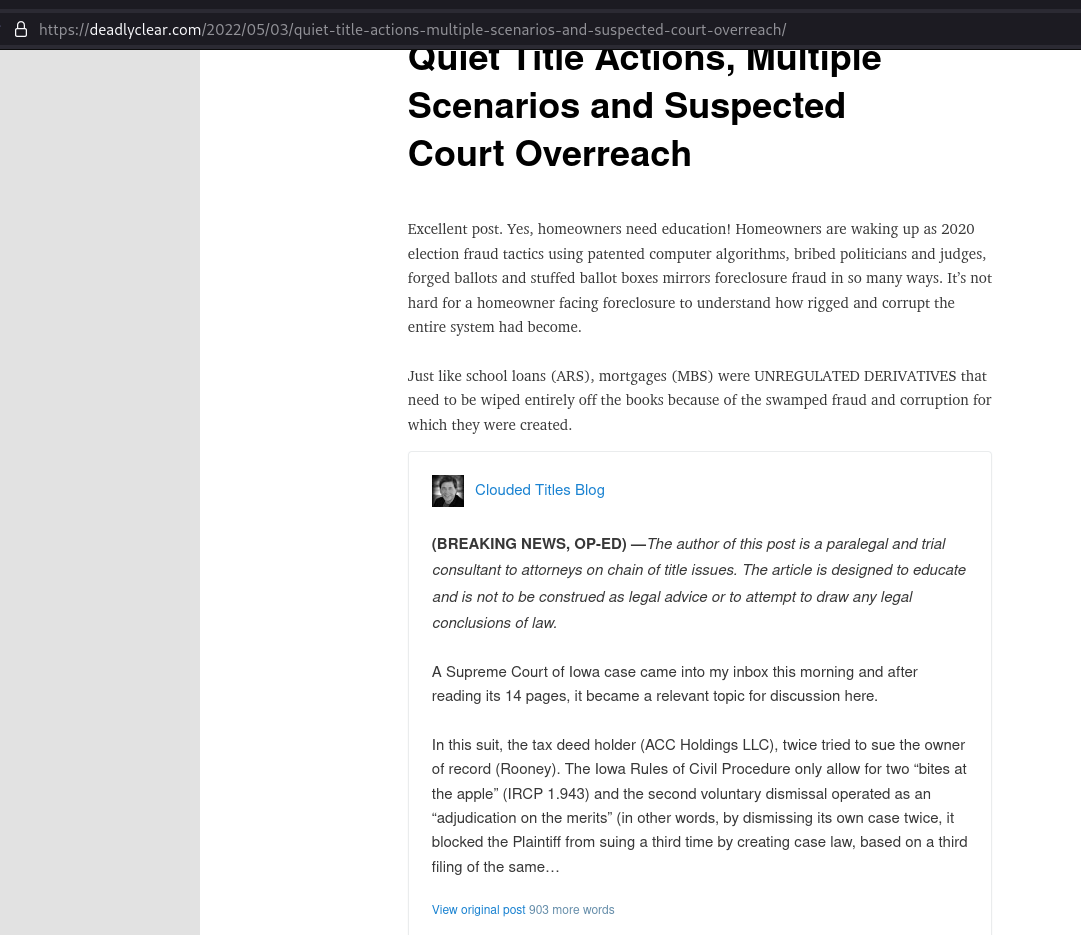 https://deadlyclear.com/2022/05/03/quiet-title-actions-multiple-scenarios-and-suspected-court-overreach/
Quiet Title Actions, Multiple
Scenarios and Suspected
Court Overreach
Excellent post. Yes, homeowners need education! Homeowners are waking up as 2020
election fraud tactics using patented computer algorithms, bribed politicians and judges,
forged ballots and stuffed ballot boxes mirrors foreclosure fraud in so many ways. It’s not
hard for a homeowner facing foreclosure to understand how rigged and corrupt the
entire system had become.
Just like school loans (ARS), mortgages (MBS) were UNREGULATED DERIVATIVES that
need to be wiped entirely off the books because of the swamped fraud and corruption for
which they were created.
Clouded Titles Blog
(BREAKING NEWS, OP-ED) —The author of this post is a paralegal and trial
consultant to attorneys on chain of title issues. The article is designed to educate
and is not to be construed as legal advice or to attempt to draw any legal
conclusions of law.
A Supreme Court of Iowa case came into my inbox this morning and after
reading its 14 pages, it became a relevant topic for discussion here.
In this suit, the tax deed holder (ACC Holdings LLC), twice tried to sue the owner
of record (Rooney). The Iowa Rules of Civil Procedure only allow for two “bites at
the apple” (IRCP 1.943) and the second voluntary dismissal operated as an
“adjudication on the merits” (in other words, by dismissing its own case twice, it
blocked the Plaintiff from suing a third time by creating case law, based on a third
filing of the same…
View original post 903 more words